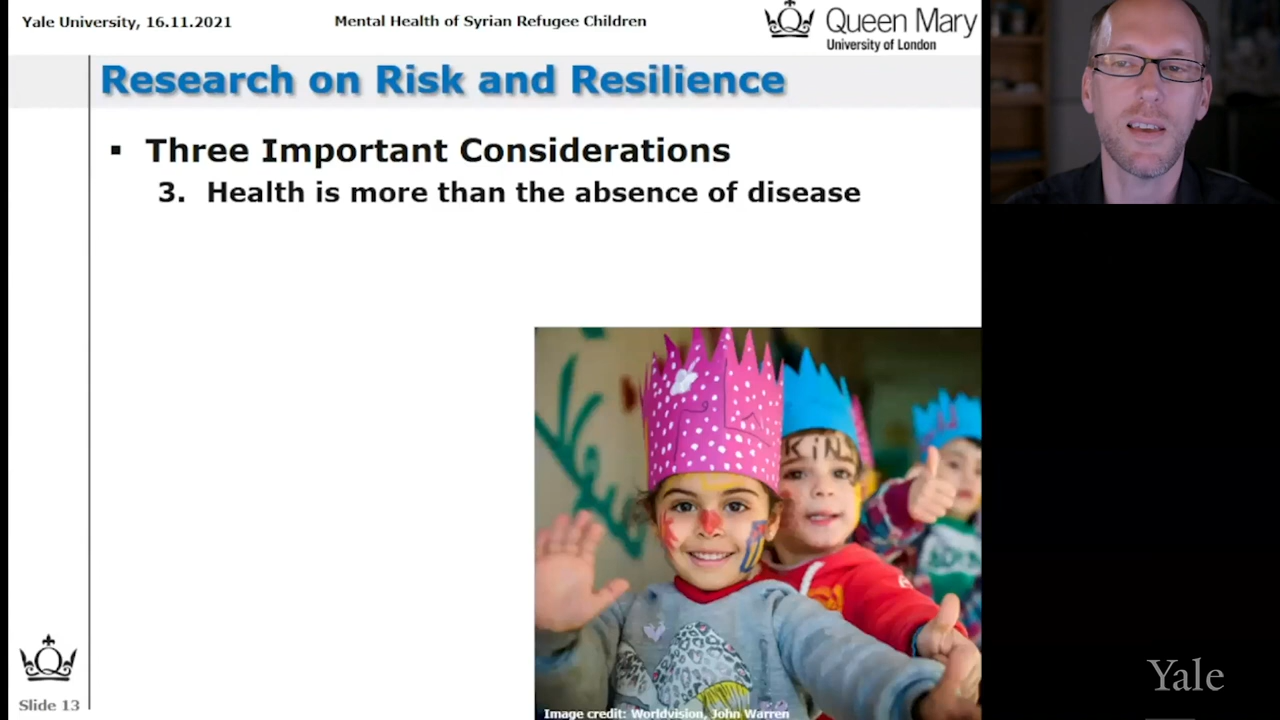 Yale University, 16.11.2021
Mental Health of Syrian Refugee Children
Queen Mary
University of London
Research on Risk and Resilience
▪ Three Important Considerations
3. Health is more than the absence of disease
KiN
Image credit: Worldvision, John Warren
Slide 13
Yale